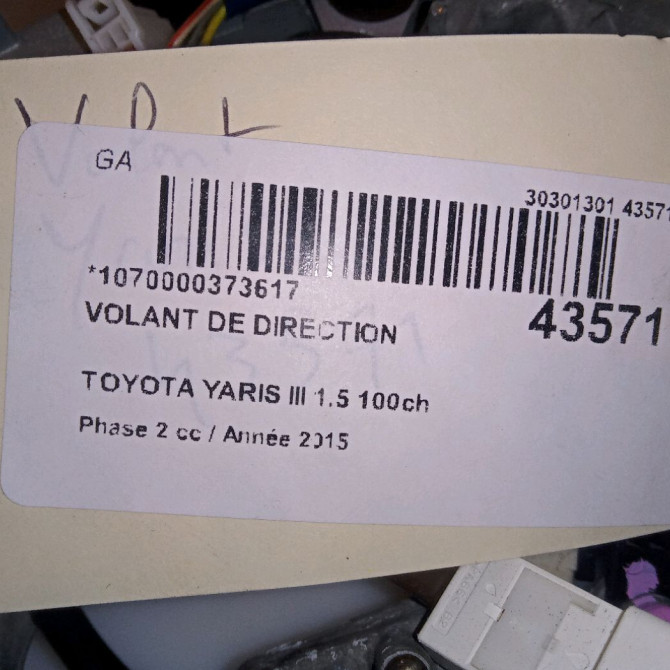 Volant
GA
30301301 43571
*1070000373617
43571
VOLANT DE DIRECTION
TOYOTA YARIS III 1.5 100ch
Phase 2 cc / Année 2015